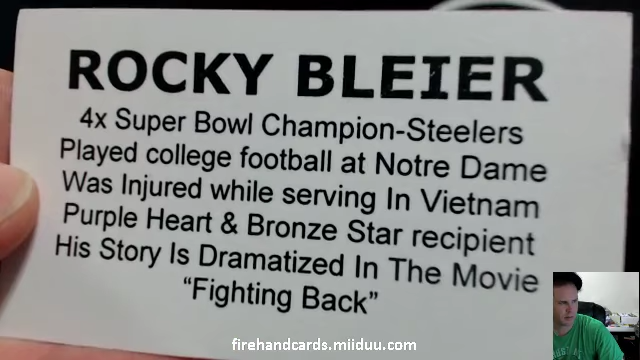 ROCKY BLEIER
4x Super Bowl Champion-Steelers
Played college football at Notre Dame
Was Injured while serving In Vietnam
Purple Heart & Bronze Star recipient
His Story Is Dramatized In The Movie
“Fighting Back”
firehandcards.miiduu.com